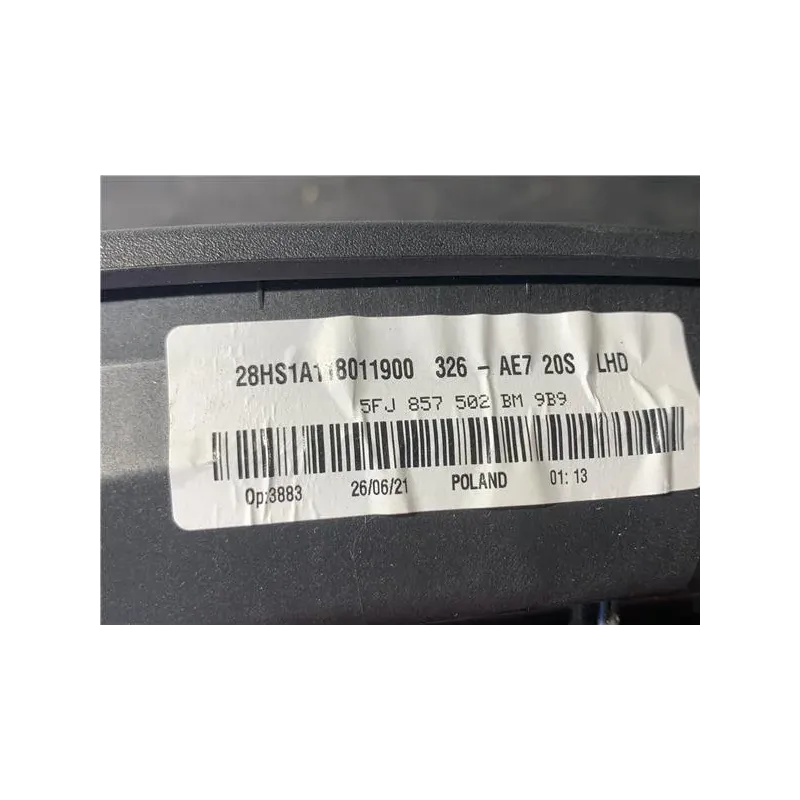 28HS1A118011900 326 - AE7 20S LHD
5FJ 857 502 BM 9B9
Op:3883 26/06/21 POLAND 01: 13